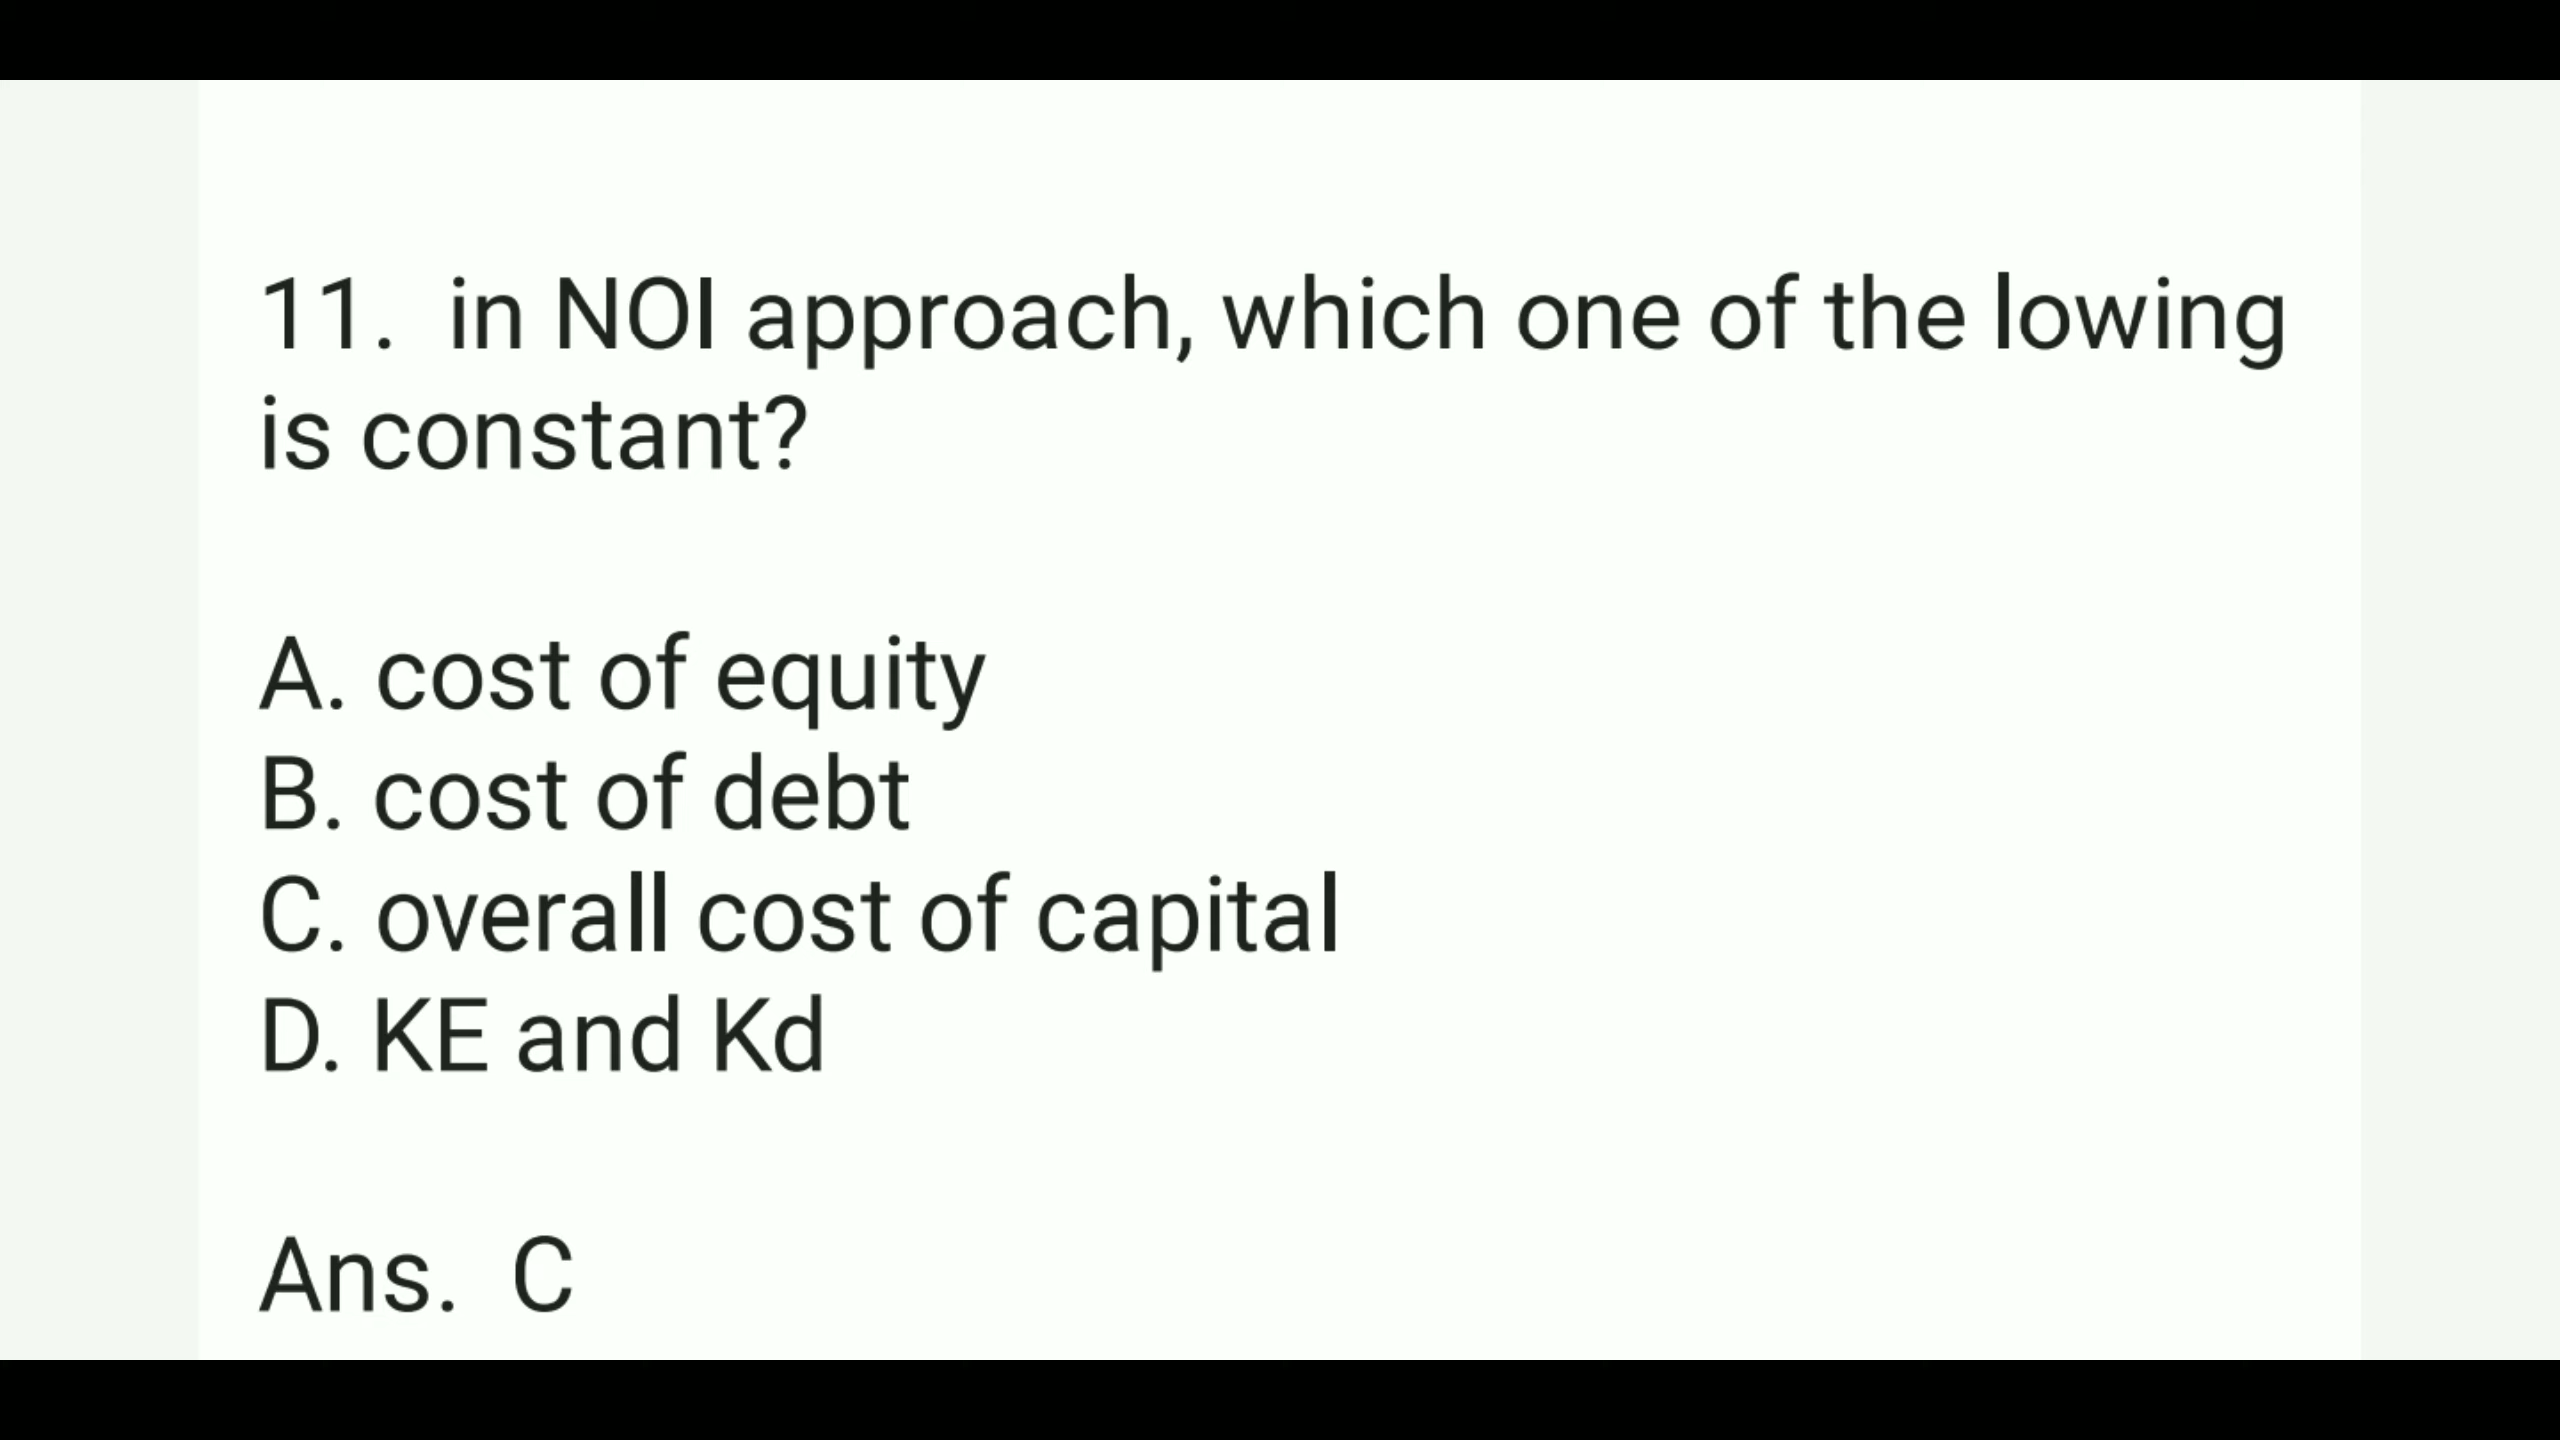 11. in NOI approach, which one of the lowing
is constant?
A. cost of equity
B. cost of debt
C. overall cost of capital
D. KE and Kd
Ans. C